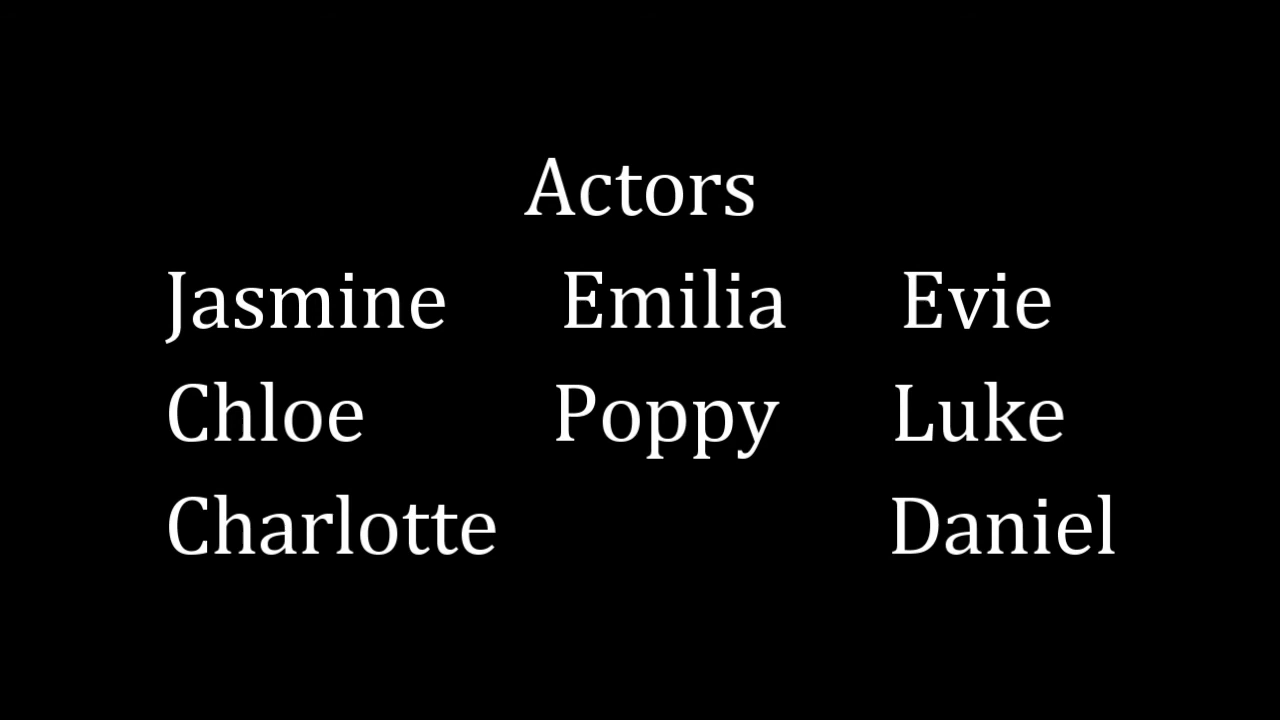 Actors
Jasmine Emilia Evie
Chloe Poppy Luke
Charlotte Daniel